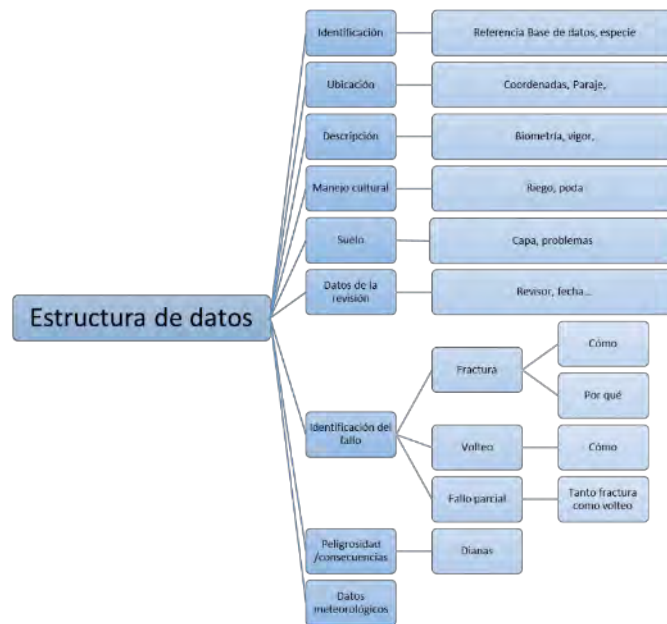 Estructura de datos
Identificación
Referencia Base de datos, especie
Ubicación
Coordenadas, Paraje,
Descripción
Biometría, vigor,
Manejo cultural
Riego, poda
Suelo
Capa, problemas
Datos de la
revisión
Revisor, fecha...
Identificación del
fallo
Fractura
Cómo
Por qué
Volteo
Cómo
Fallo parcial
Tanto fractura
como volteo
Peligrosidad
/consecuencias
Dianas
Datos
meteorológicos